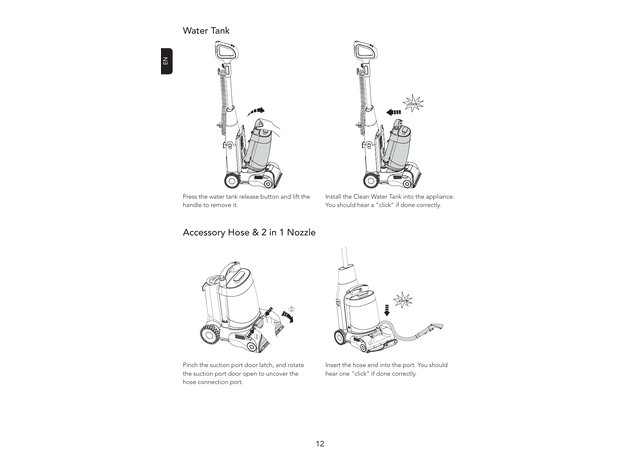 Water Tank
EN
Press the water tank release button and lift the
handle to remove it.
Install the Clean Water Tank into the appliance.
You should hear a "click" if done correctly.
Accessory Hose & 2 in 1 Nozzle
Pinch the suction port door latch, and rotate
the suction port door open to uncover the
hose connection port.
Insert the hose end into the port. You should
hear one "click" if done correctly.
12